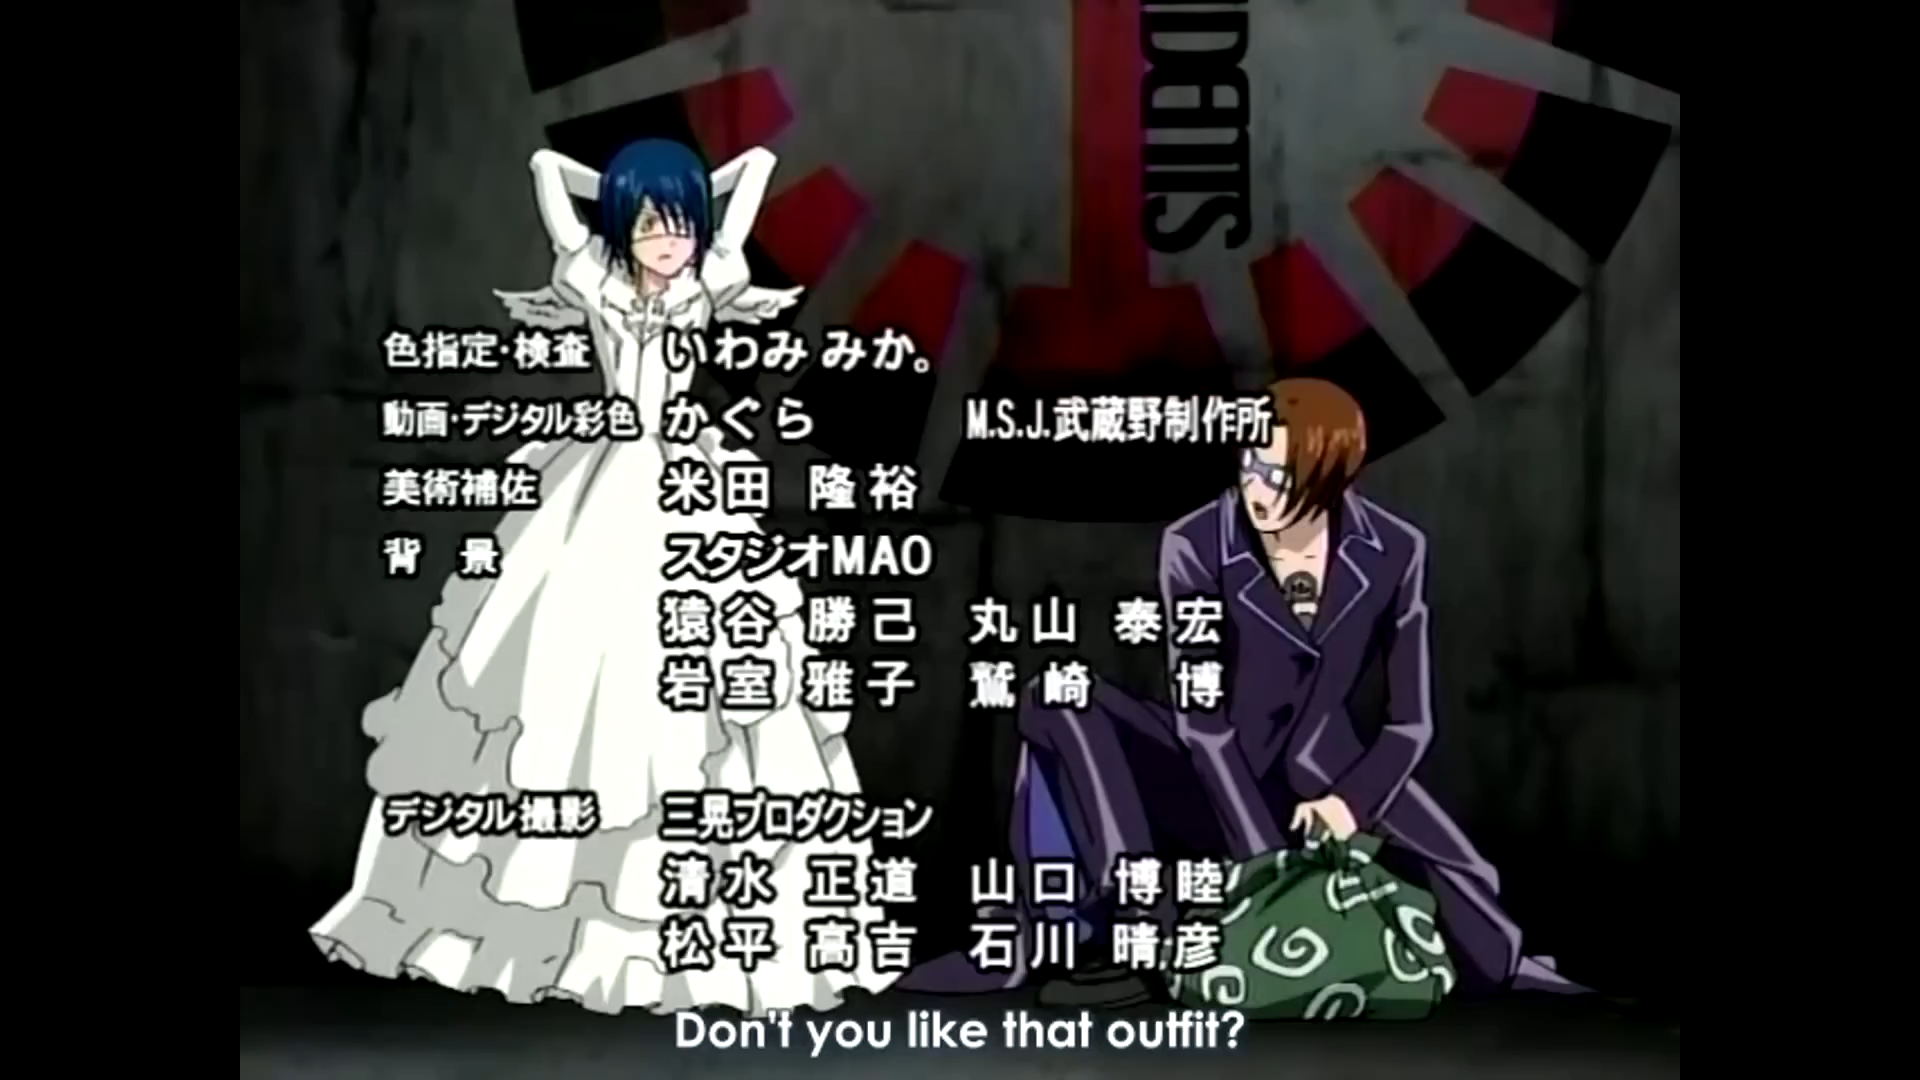 IDENTIS
色指定・検査 いわみ みか。
動画・デジタル彩色 かぐら M.S.J.武蔵野制作所
美術補佐 米田 隆裕
背景 スタジオMAO
猿谷 勝己 丸山 泰宏
岩室 雅子 鷲崎 博
デジタル撮影 三晃プロダクション
清水 正道 山口 博睦
松平 高吉 石川 晴彦
Don't you like that outfit?